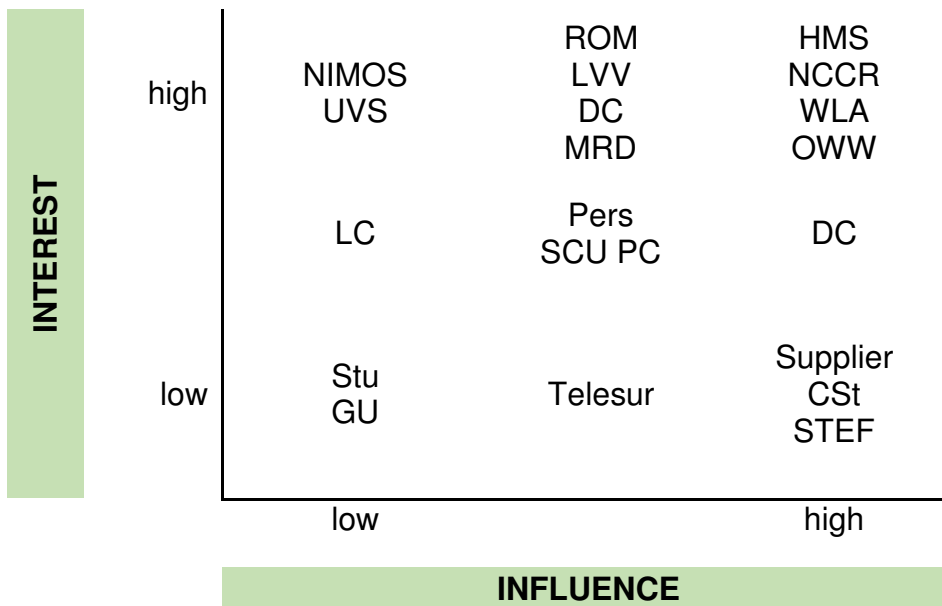 INTEREST
high
NIMOS
UVS
ROM
LVV
DC
MRD
HMS
NCCR
WLA
OWW
LC
Pers
SCU PC
DC
low
Stu
GU
Telesur
Supplier
CSt
STEF
low
high
INFLUENCE